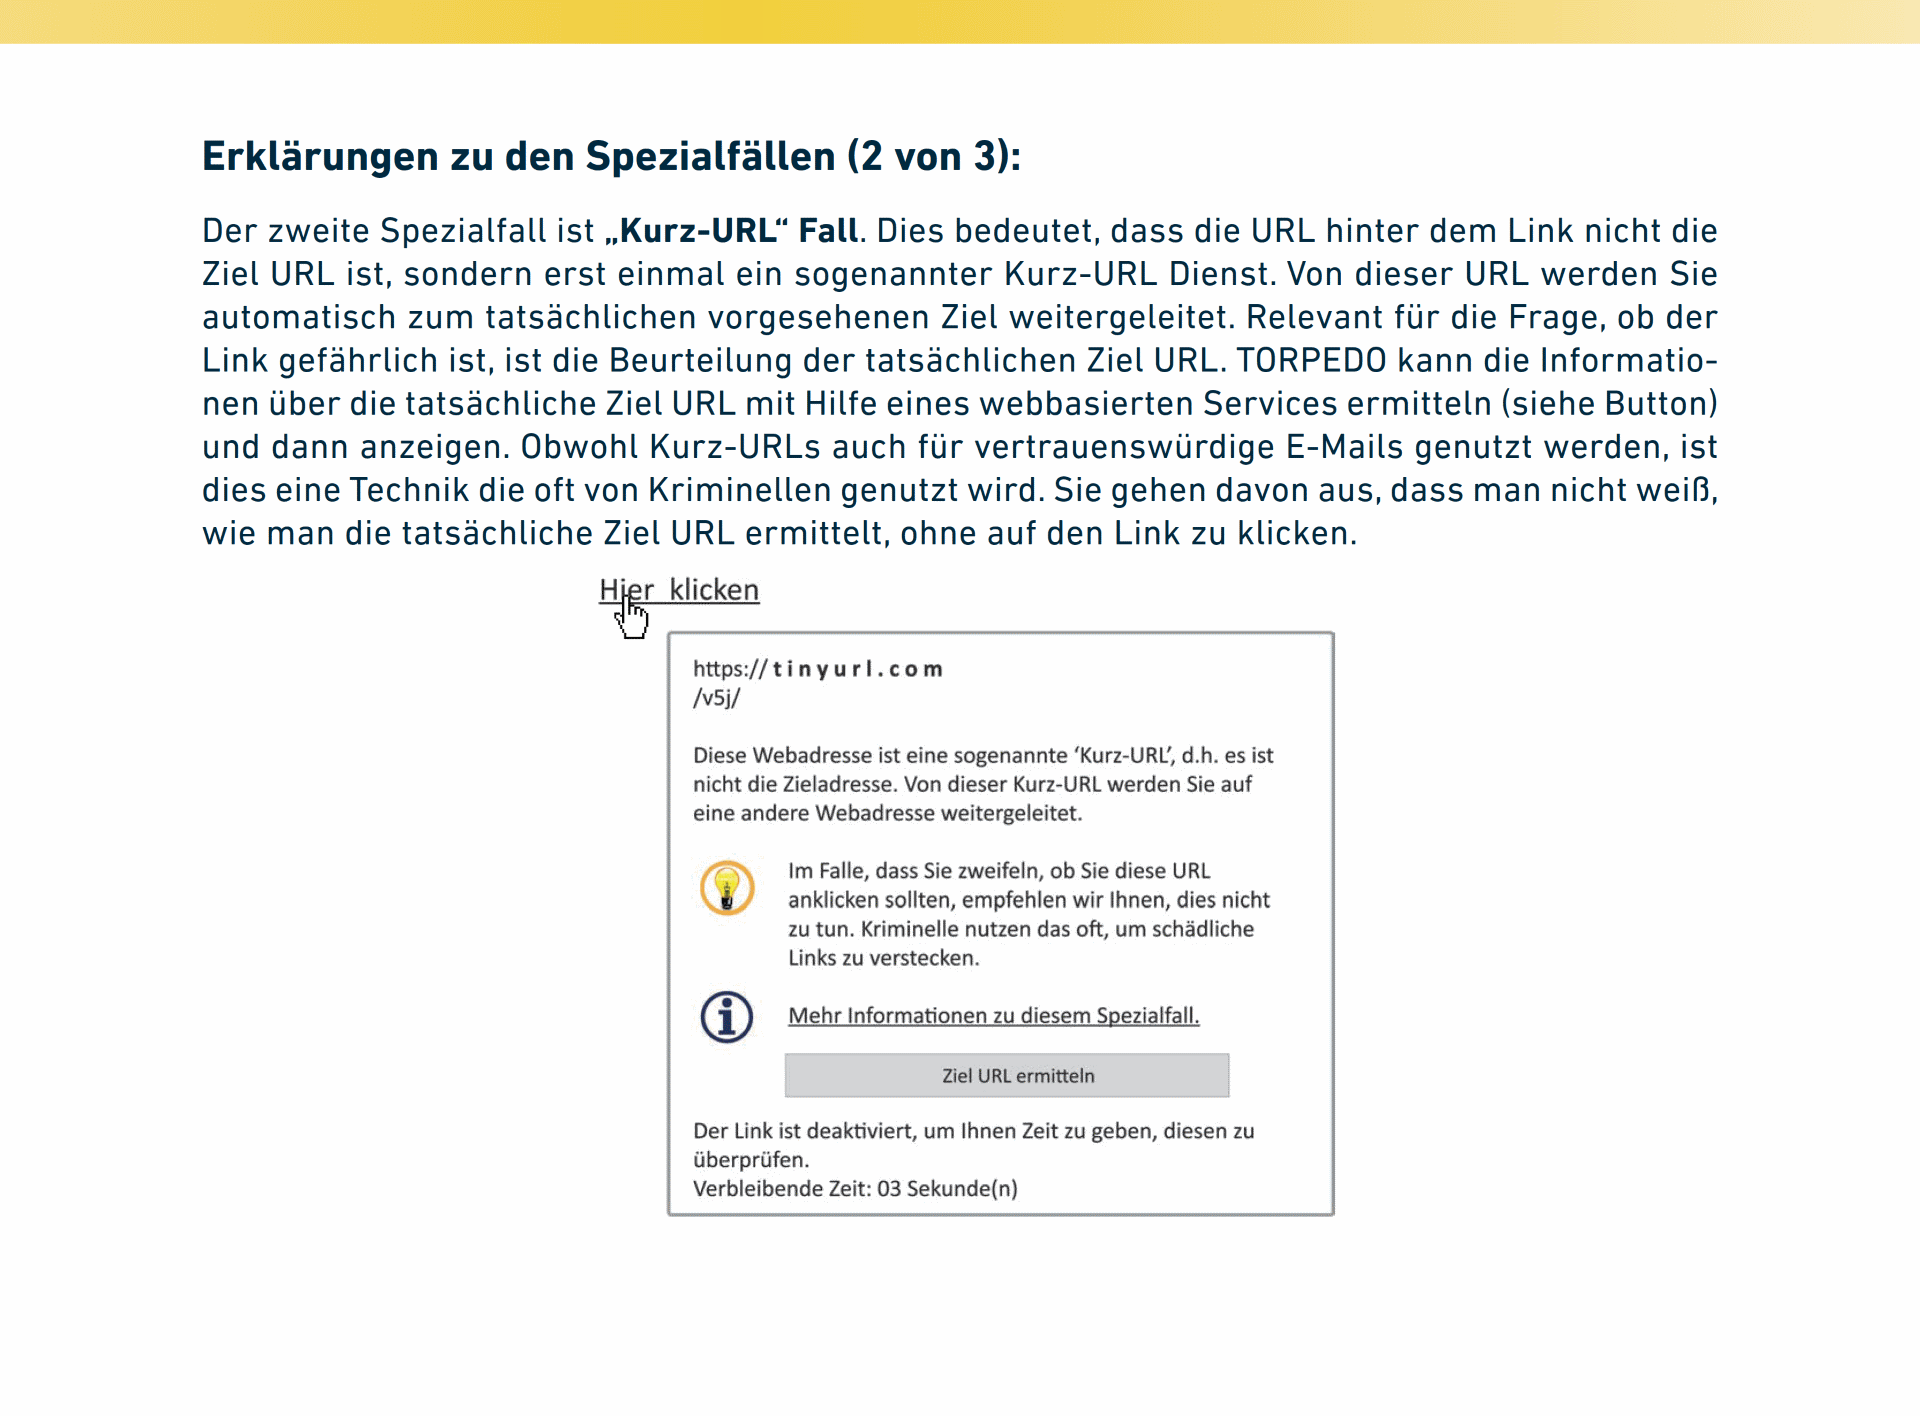 Erklärungen zu den Spezialfällen (2 von 3):
Der zweite Spezialfall ist „Kurz-URL“ Fall. Dies bedeutet, dass die URL hinter dem Link nicht die
Ziel URL ist, sondern erst einmal ein sogenannter Kurz-URL Dienst. Von dieser URL werden Sie
automatisch zum tatsächlichen vorgesehenen Ziel weitergeleitet. Relevant für die Frage, ob der
Link gefährlich ist, ist die Beurteilung der tatsächlichen Ziel URL. TORPEDO kann die Informatio-
nen über die tatsächliche Ziel URL mit Hilfe eines webbasierten Services ermitteln (siehe Button)
und dann anzeigen. Obwohl Kurz-URLs auch für vertrauenswürdige E-Mails genutzt werden, ist
dies eine Technik die oft von Kriminellen genutzt wird. Sie gehen davon aus, dass man nicht weiß,
wie man die tatsächliche Ziel URL ermittelt, ohne auf den Link zu klicken.
Hier klicken
https://tinyurl.com
/v5j/
Diese Webadresse ist eine sogenannte ‘Kurz-URL’, d.h. es ist
nicht die Zieladresse. Von dieser Kurz-URL werden Sie auf
eine andere Webadresse weitergeleitet.
Im Falle, dass Sie zweifeln, ob Sie diese URL
anklicken sollten, empfehlen wir Ihnen, dies nicht
zu tun. Kriminelle nutzen das oft, um schädliche
Links zu verstecken.
Mehr Informationen zu diesem Spezialfall.
Ziel URL ermitteln
Der Link ist deaktiviert, um Ihnen Zeit zu geben, diesen zu
überprüfen.
Verbleibende Zeit: 03 Sekunde(n)